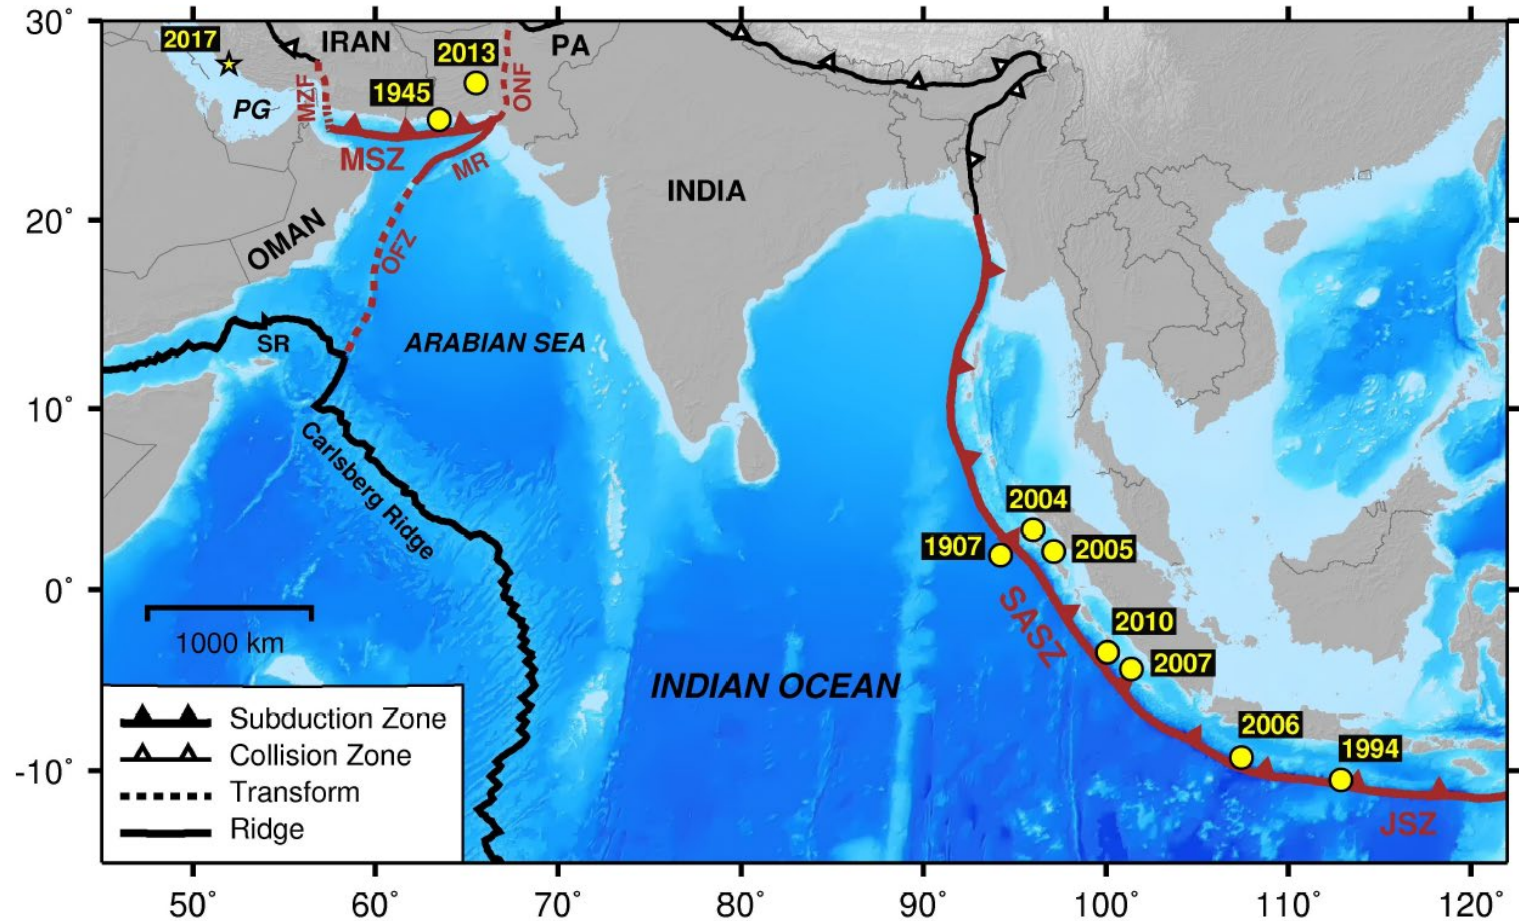 30°
20°
10°
0°
-10°
2017
IRAN
2013
PA
1945
MZF
ONF
PG
MSZ
MR
INDIA
OMAN
OFZ
SR
ARABIAN SEA
Carlsberg Ridge
2004
1907
2005
SASZ
1000 km
2010
2007
INDIAN OCEAN
2006
1994
JSZ
Subduction Zone
Collision Zone
Transform
Ridge
50°
60°
70°
80°
90°
100°
110°
120°